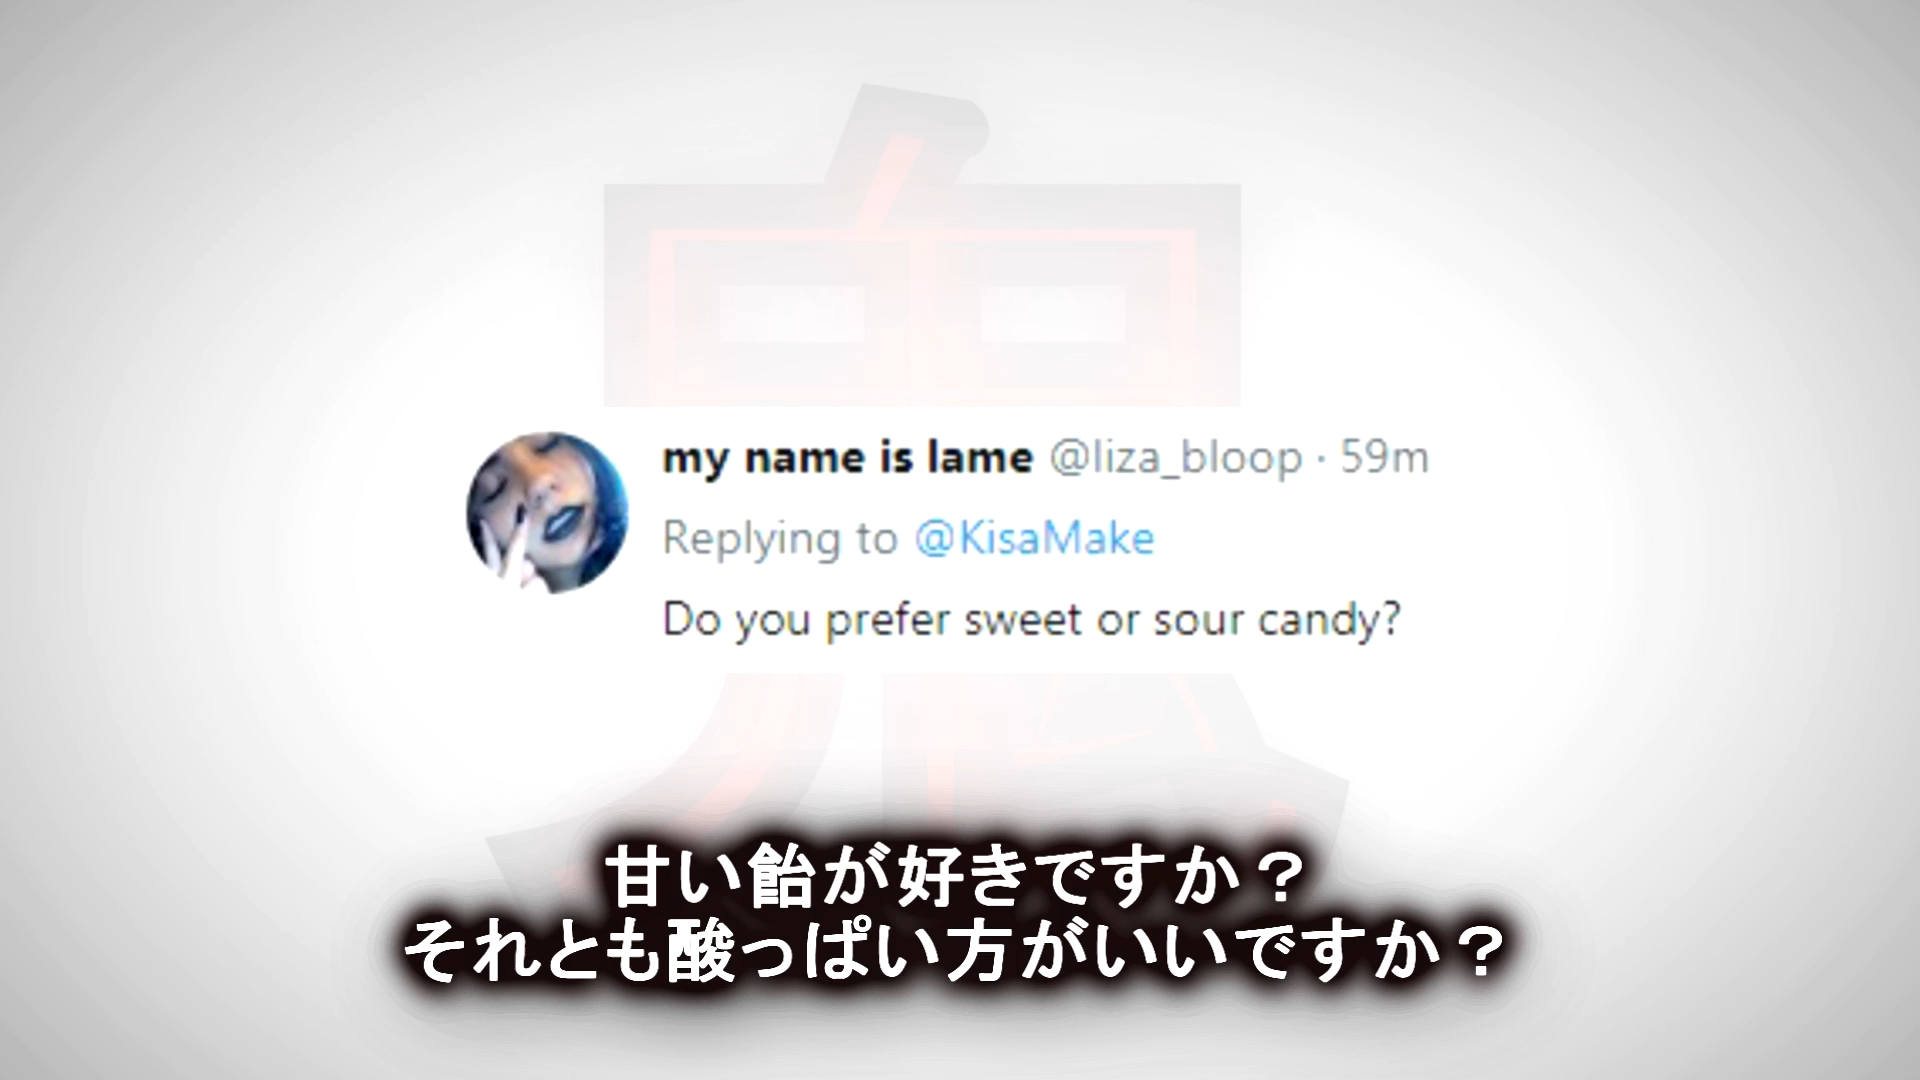 my name is lame @liza_bloop · 59m
Replying to @KisaMake
Do you prefer sweet or sour candy?
甘い飴が好きですか？
それとも酸っぱい方がいいですか？